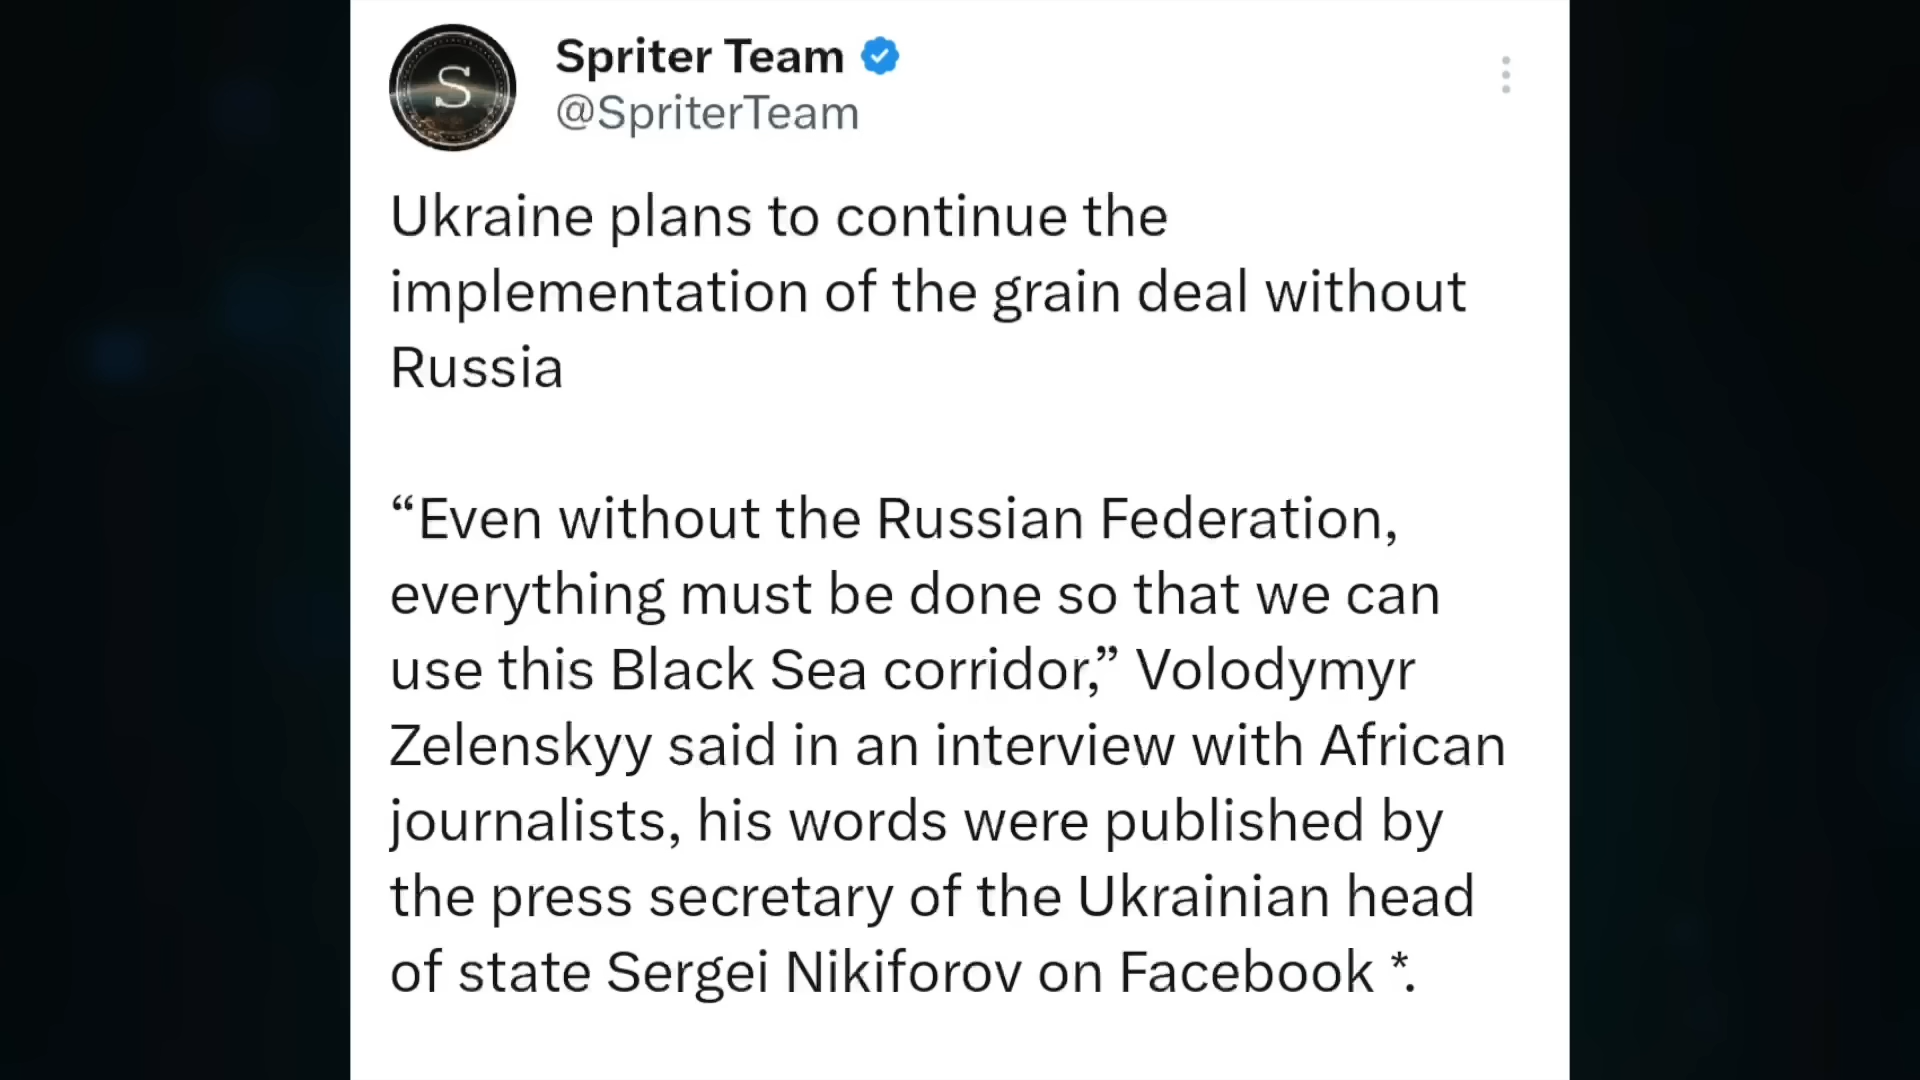 S
Spriter Team
@SpriterTeam
Ukraine plans to continue the
implementation of the grain deal without
Russia
“Even without the Russian Federation,
everything must be done so that we can
use this Black Sea corridor,” Volodymyr
Zelenskyy said in an interview with African
journalists, his words were published by
the press secretary of the Ukrainian head
of state Sergei Nikiforov on Facebook *.